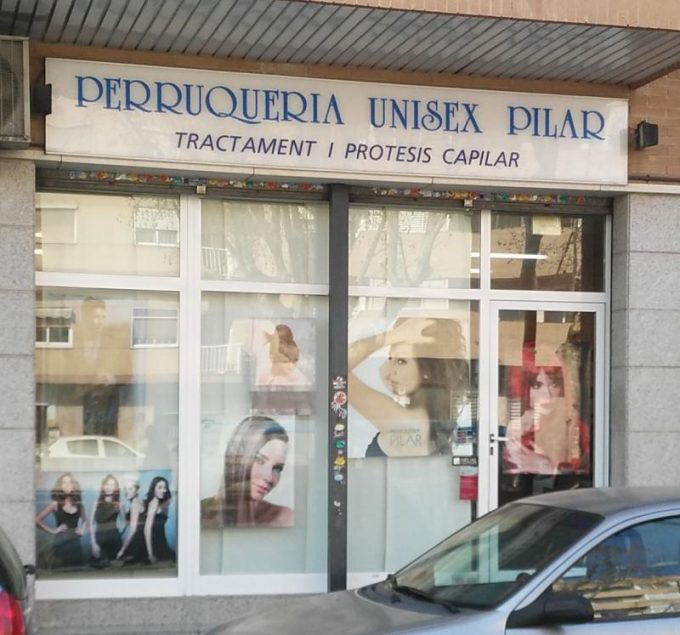 PERRUQUERIA UNISEX PILAR
TRACTAMENT I PROTESIS CAPILAR
PILAR